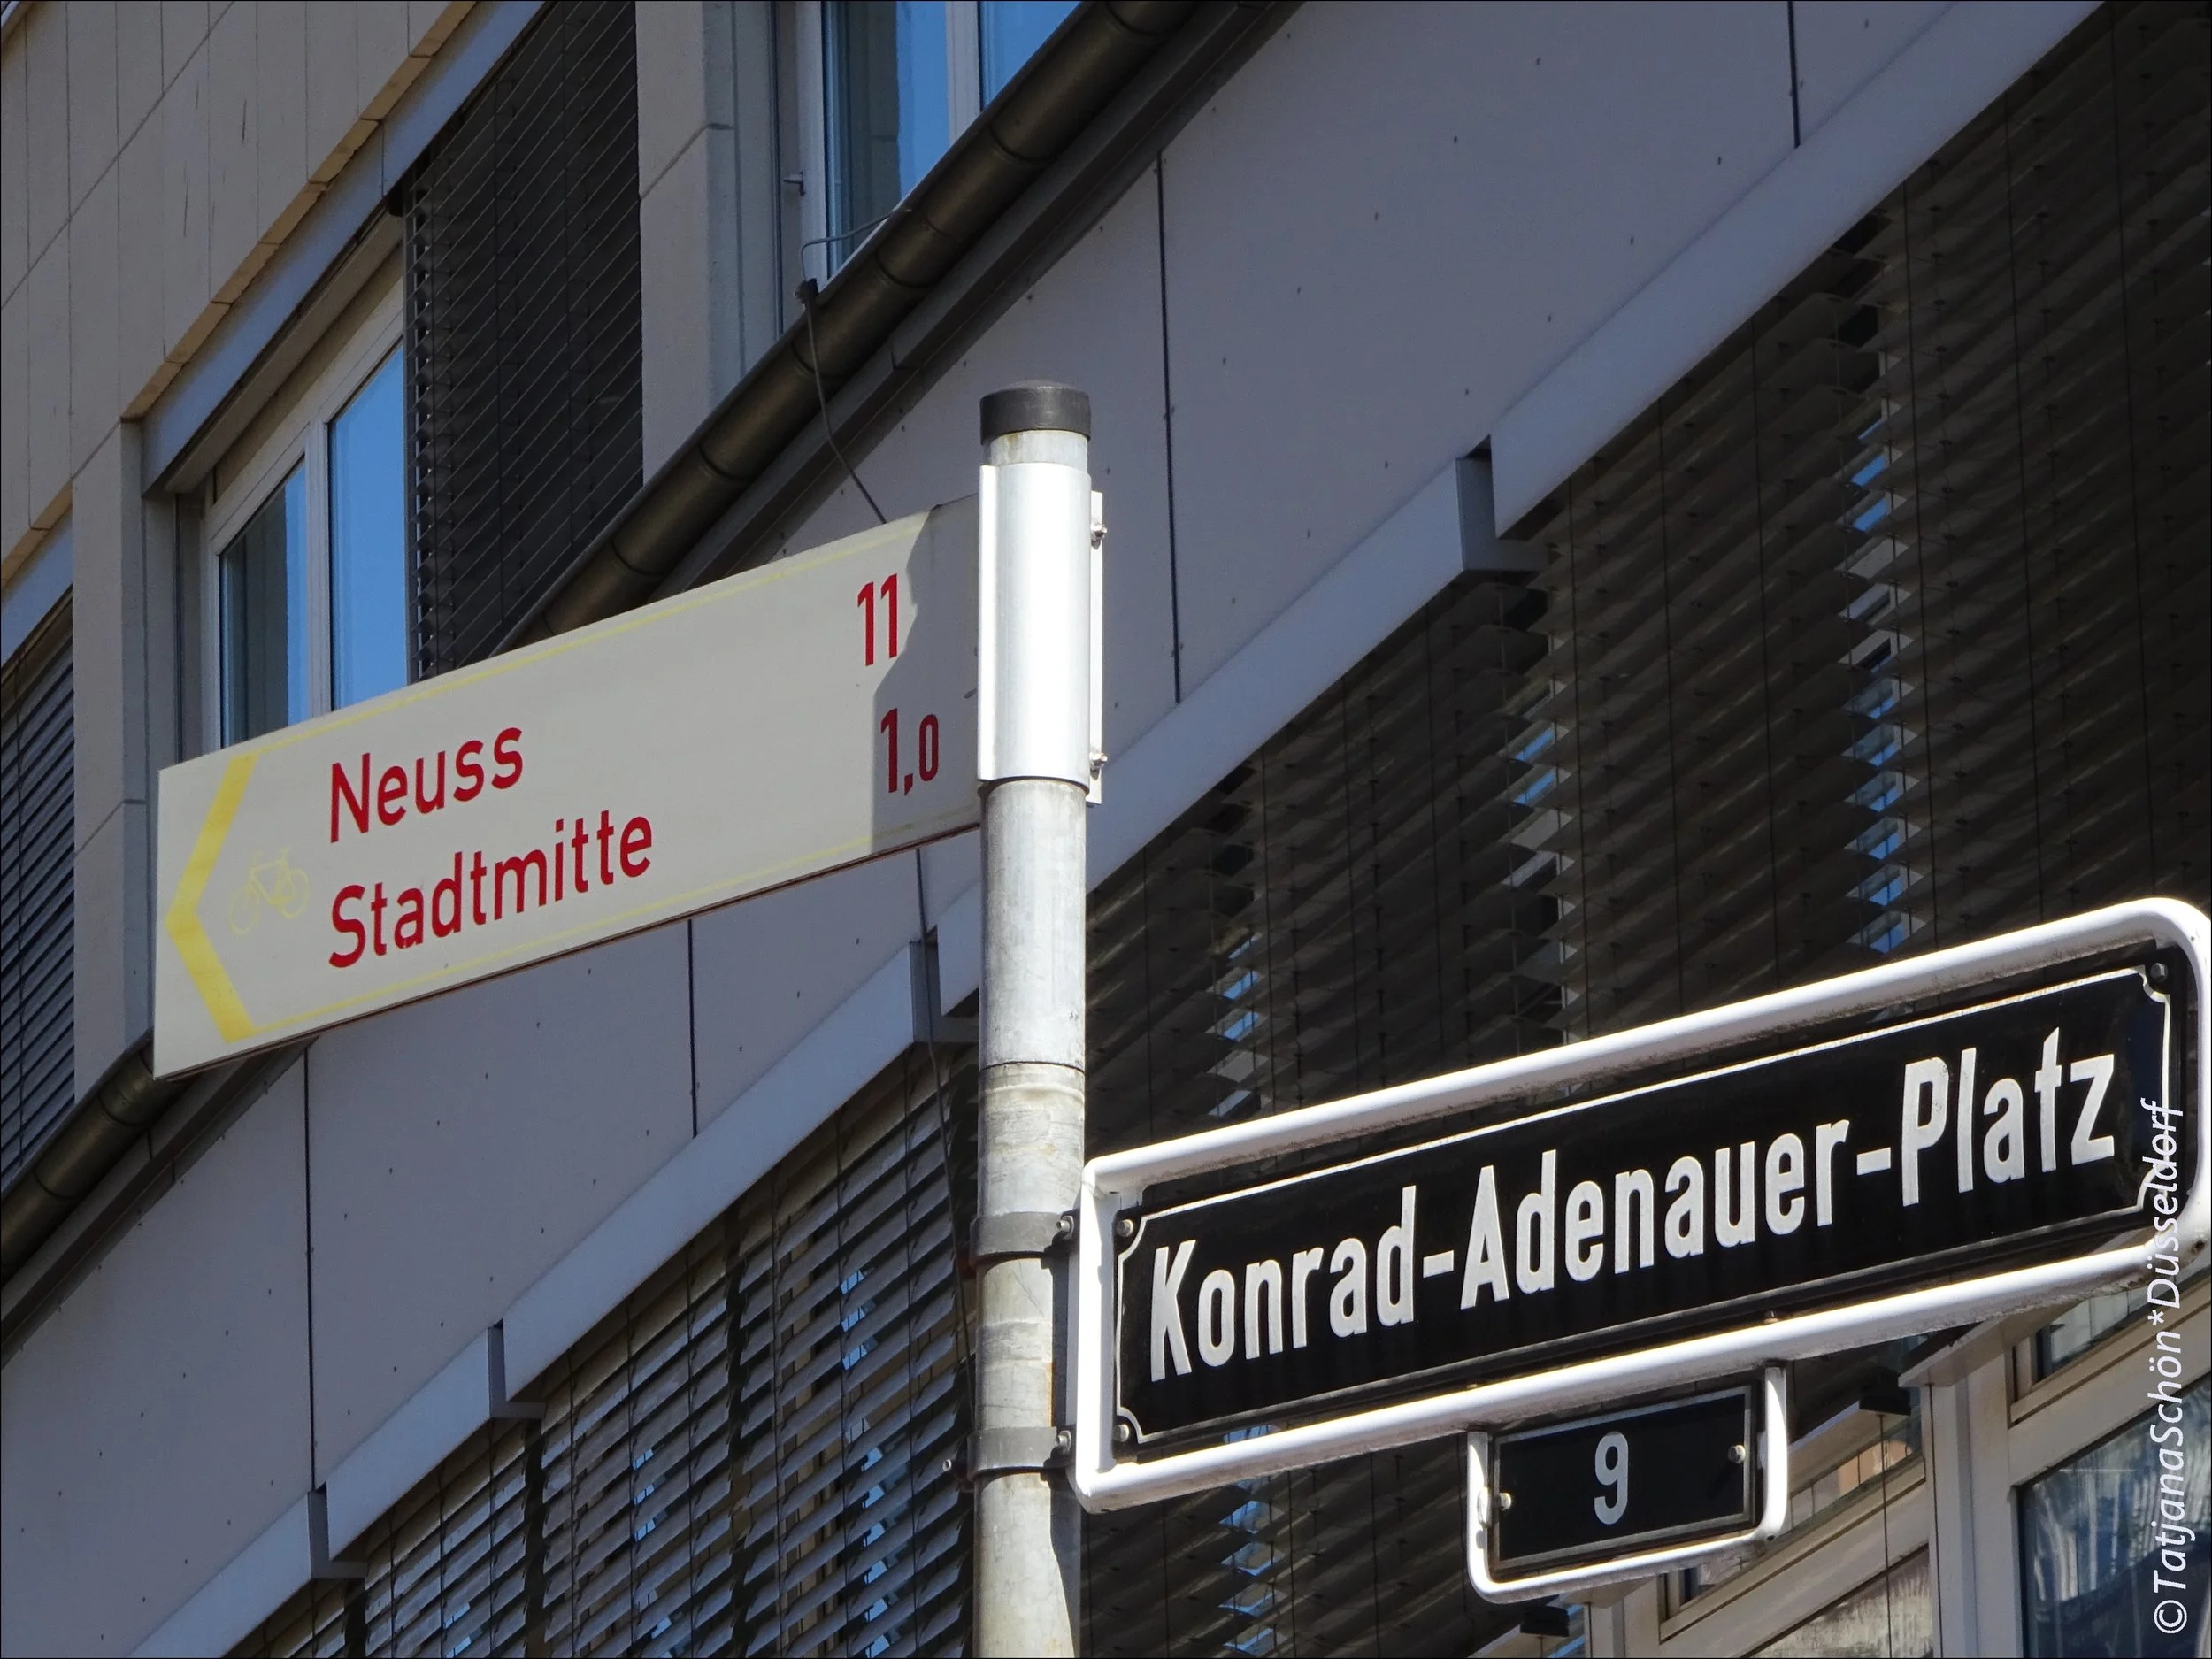 Neuss 11
Stadtmitte 1,0
Konrad-Adenauer-Platz
9
©TatjanaSchön*Düsseldorf